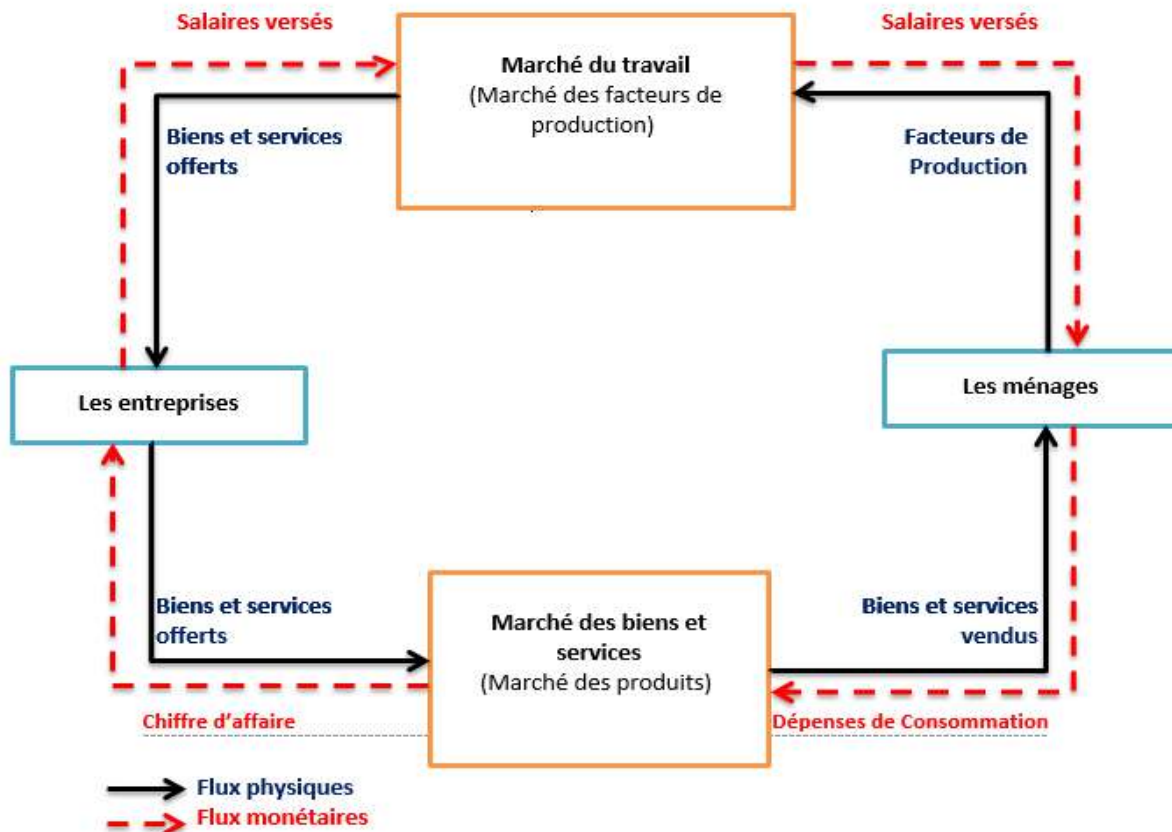 Salaires versés
Salaires versés
Marché du travail
(Marché des facteurs de
production)
Biens et services
offerts
Facteurs de
Production
Les entreprises
Les ménages
Biens et services
offerts
Marché des biens et
services
(Marché des produits)
Biens et services
vendus
Chiffre d’affaire
Dépenses de Consommation
Flux physiques
Flux monétaires